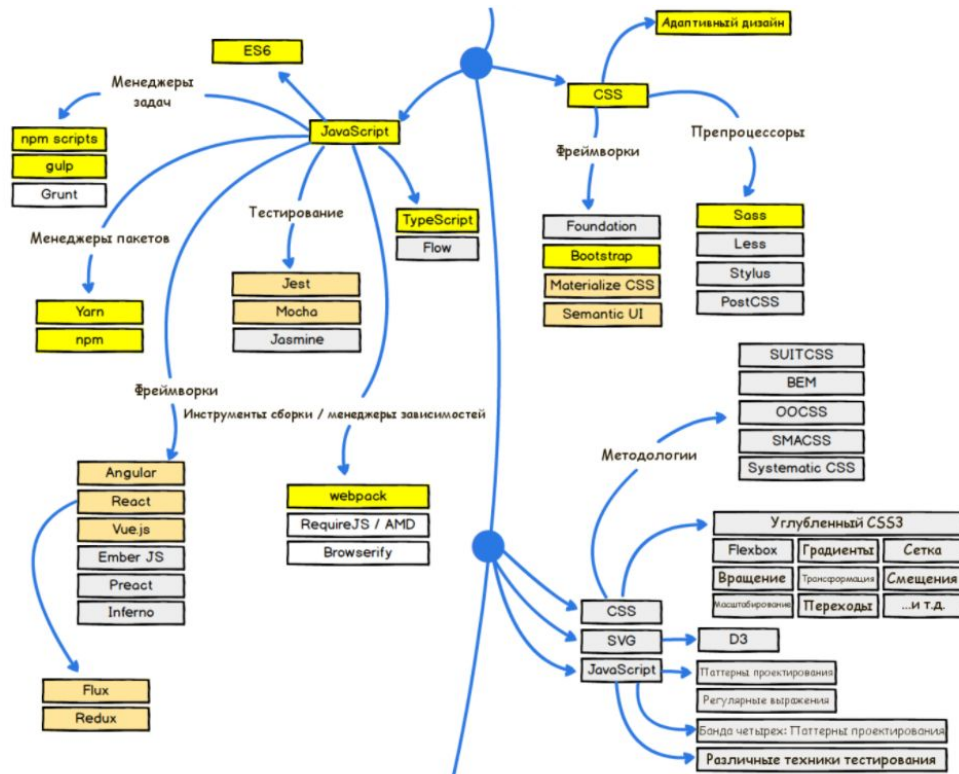 Адаптивный дизайн
ES6
CSS
Менеджеры
задач
JavaScript
npm scripts
gulp
Grunt
Препроцессоры
Фреймворки
Тестирование
TypeScript
Flow
Менеджеры пакетов
Foundation
Bootstrap
Materialize CSS
Semantic UI
Sass
Less
Stylus
PostCSS
Jest
Mocha
Jasmine
Yarn
npm
SUITCSS
BEM
OOCSS
SMACSS
Systematic CSS
Методологии
Фреймворки
Инструменты сборки / менеджеры зависимостей
Angular
React
Vue.js
Ember JS
Preact
Inferno
webpack
RequireJS / AMD
Browserify
Углубленный CSS3
Flexbox Градиенты Сетка
Вращение Трансформация Смещения
Масштабирование Переходы ...и т.д.
CSS
SVG
JavaScript
D3
Паттерны проектирования
Регулярные выражения
Банда четырех: Паттерны проектирования
Различные техники тестирования
Flux
Redux